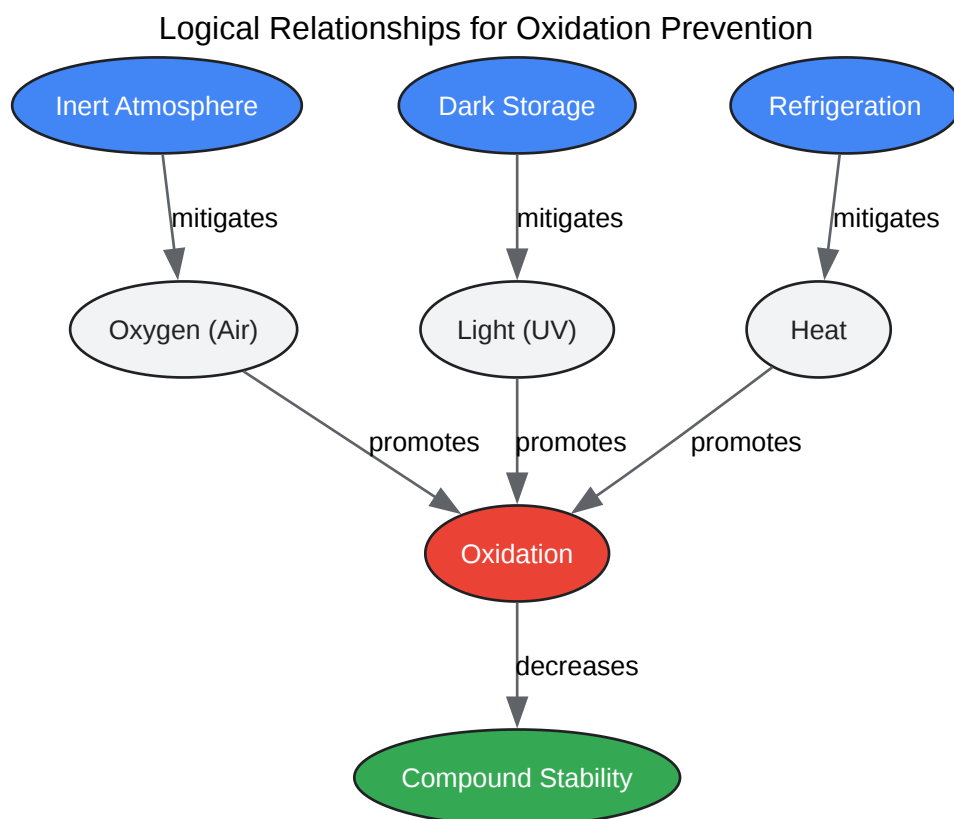 Logical Relationships for Oxidation Prevention
Inert Atmosphere
Dark Storage
Refrigeration
mitigates
mitigates
mitigates
Oxygen (Air)
Light (UV)
Heat
promotes
promotes
promotes
Oxidation
decreases
Compound Stability